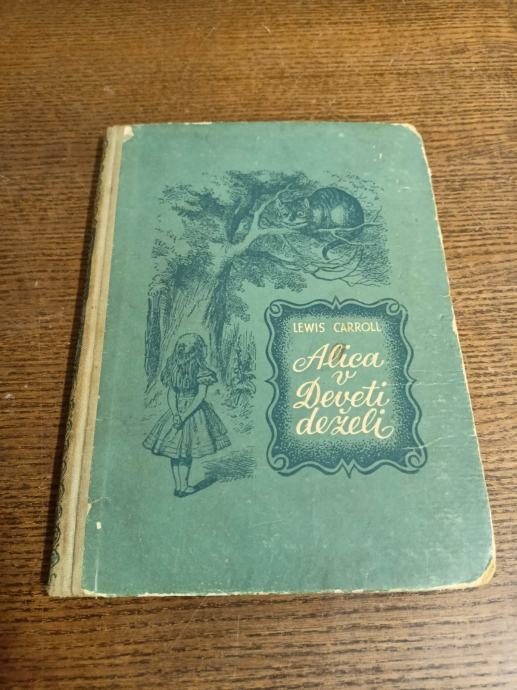 LEWIS CARROLL
Alica
v
Deveti
deželi